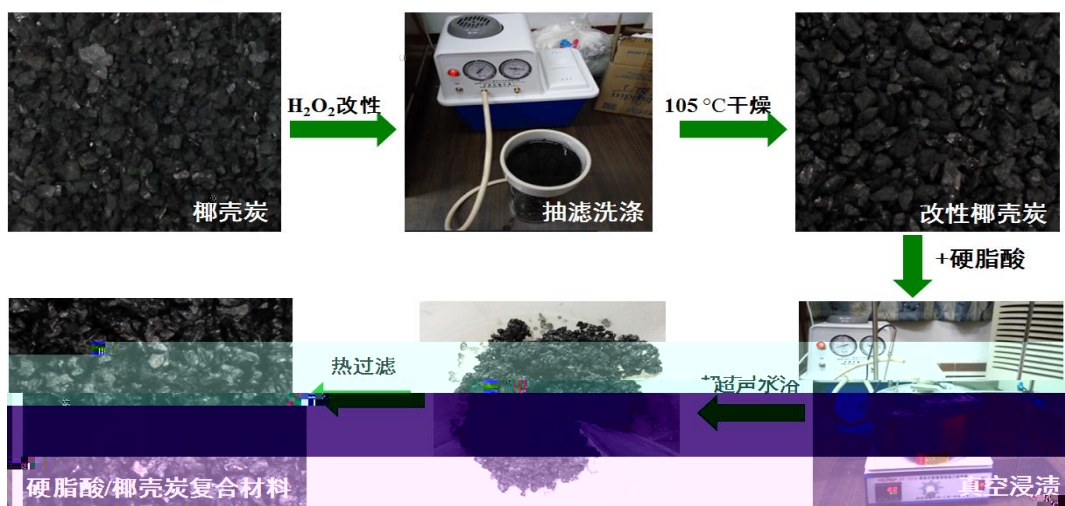 H₂O₂改性
105 °C干燥
椰壳炭
抽滤洗涤
改性椰壳炭
+硬脂酸
热过滤
超声水浴
硬脂酸/椰壳炭复合材料
真空浸渍